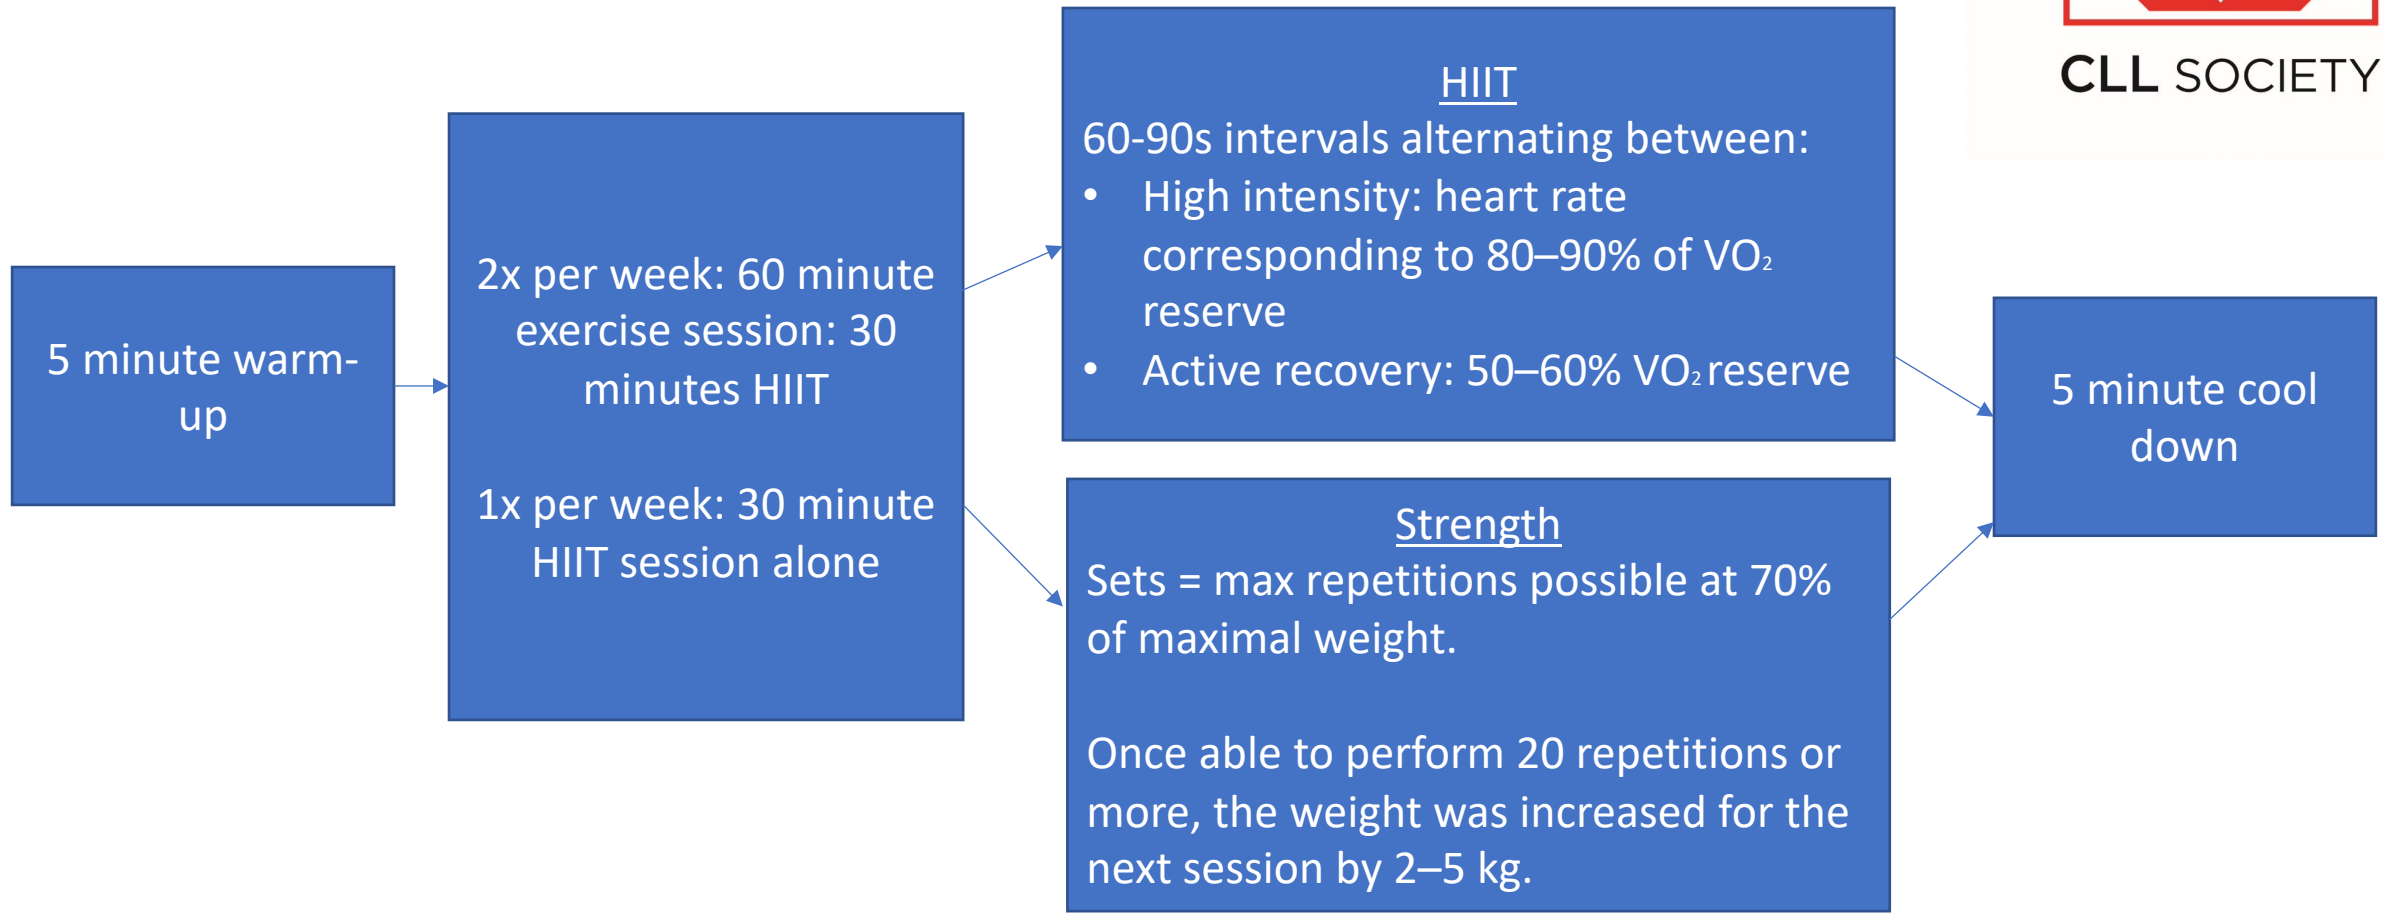 CLL SOCIETY
5 minute warm-
up
2x per week: 60 minute
exercise session: 30
minutes HIIT
1x per week: 30 minute
HIIT session alone
HIIT
60-90s intervals alternating between:
• High intensity: heart rate
corresponding to 80–90% of VO₂
reserve
• Active recovery: 50–60% VO₂ reserve
Strength
Sets = max repetitions possible at 70%
of maximal weight.
Once able to perform 20 repetitions or
more, the weight was increased for the
next session by 2–5 kg.
5 minute cool
down